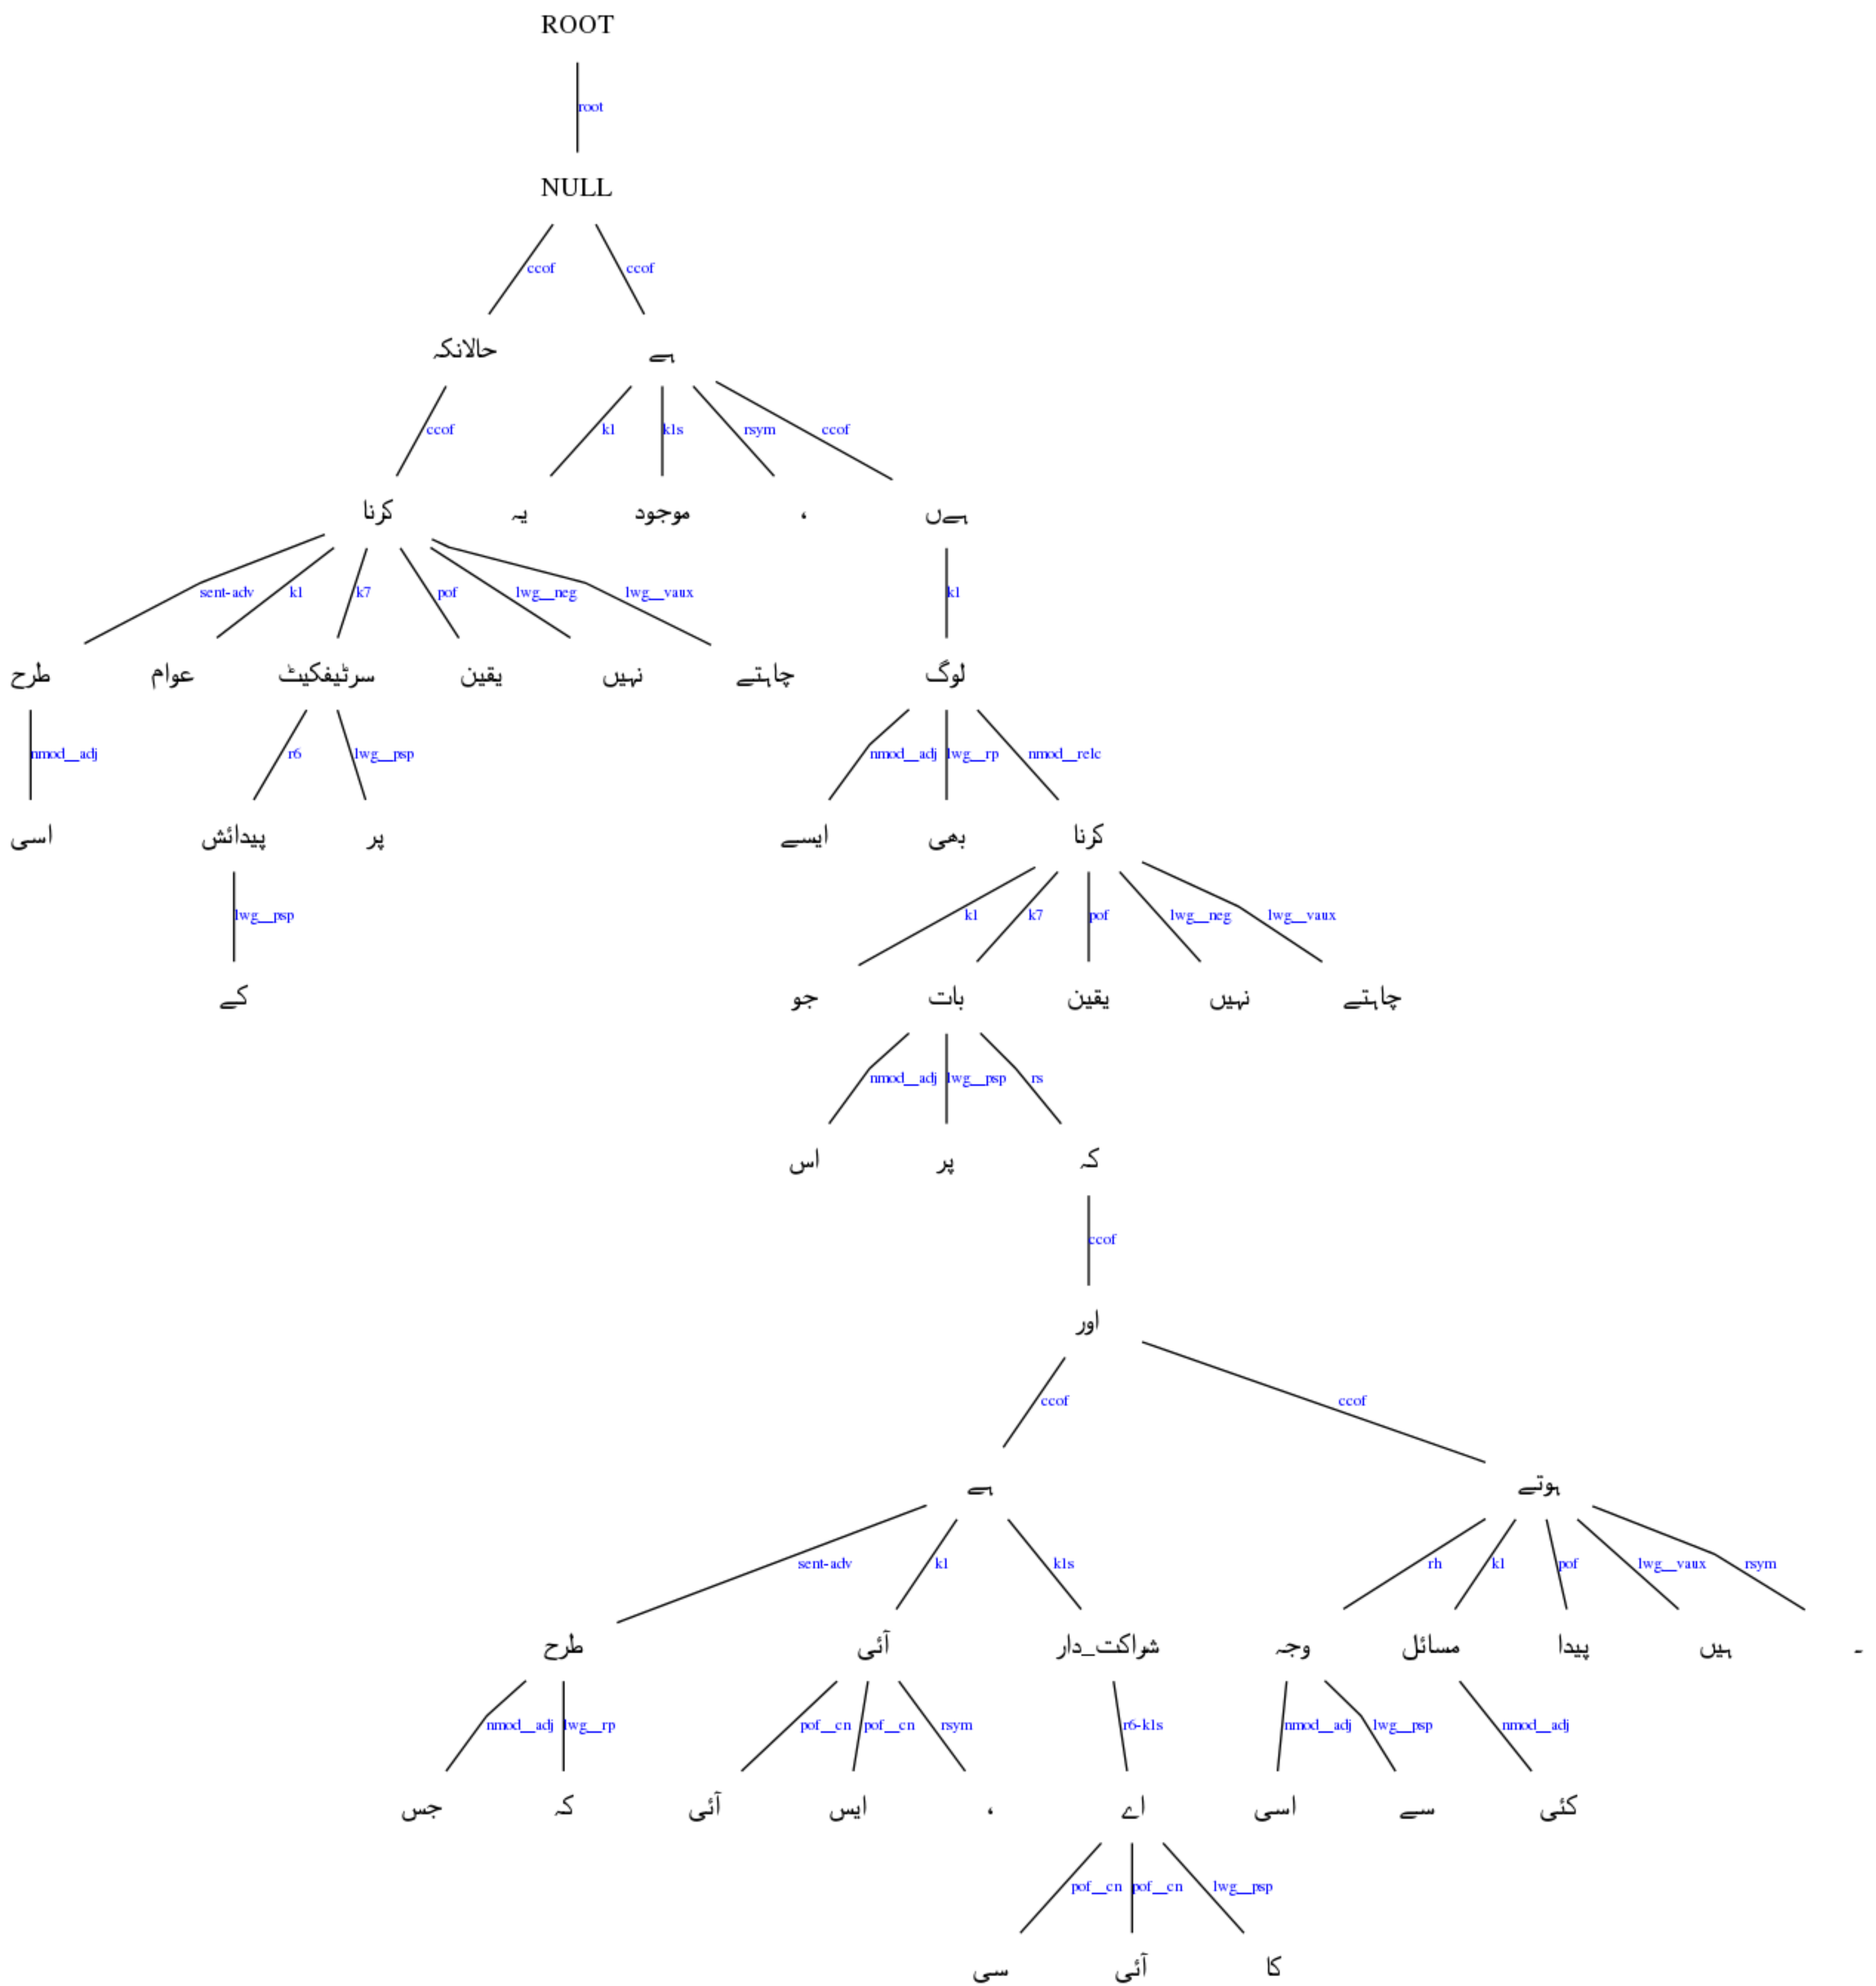 ROOT
root
NULL
ccof ccof
حالانکہ ہے
ccof k1 k1s rsym ccof
کرنا یہ موجود ، ہےں
sent-adv k1 k7 pof lwg__neg lwg__vaux k1
طرح عوام سرٹیفکیٹ یقین نہیں چاہتے لوگ
nmod__adj r6 lwg__psp nmod__adj lwg__rp nmod__relc
اسی پیدائش پر ایسے بھی کرنا
lwg__psp k1 k7 pof lwg__neg lwg__vaux
کے جو بات یقین نہیں چاہتے
nmod__adj lwg__psp rs
اس پر کہ
ccof
اور
ccof ccof
ہے ہوتے
sent-adv k1 k1s rh k1 pof lwg__vaux rsym
طرح آئی شراکت_دار وجہ مسائل پیدا ہیں ۔
nmod__adj lwg__rp pof__cn pof__cn rsym r6-k1s nmod__adj lwg__psp nmod__adj
جس کہ آئی ایس ، اے اسی سے کئی
pof__cn pof__cn lwg__psp
سی آئی کا